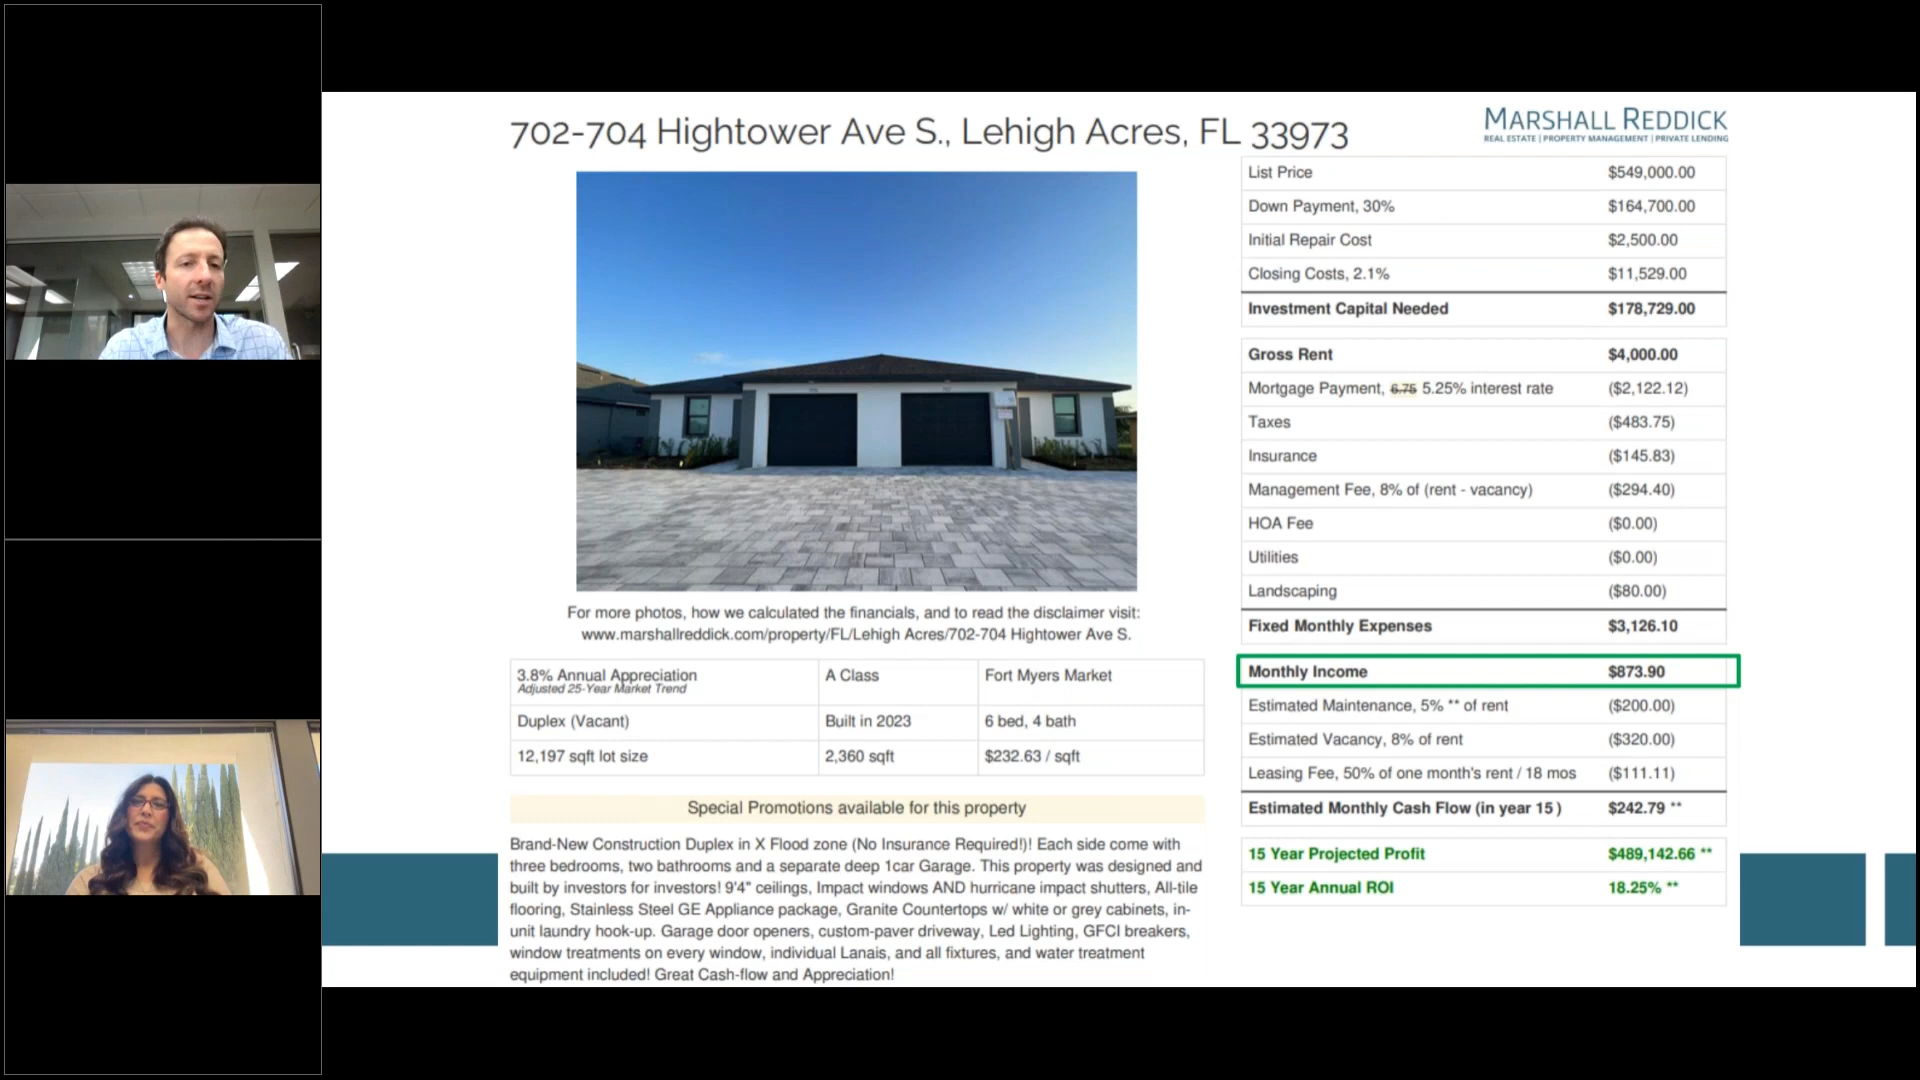 702-704 Hightower Ave S., Lehigh Acres, FL 33973
MARSHALL REDDICK
REAL ESTATE | PROPERTY MANAGEMENT | PRIVATE LENDING
For more photos, how we calculated the financials, and to read the disclaimer visit:
www.marshallreddick.com/property/FL/Lehigh Acres/702-704 Hightower Ave S.
3.8% Annual Appreciation A Class Fort Myers Market
Adjusted 25-Year Market Trend
Duplex (Vacant) Built in 2023 6 bed, 4 bath
12,197 sqft lot size 2,360 sqft $232.63 / sqft
Special Promotions available for this property
Brand-New Construction Duplex in X Flood zone (No Insurance Required!)! Each side come with
three bedrooms, two bathrooms and a separate deep 1car Garage. This property was designed and
built by investors for investors! 9'4" ceilings, Impact windows AND hurricane impact shutters, All-tile
flooring, Stainless Steel GE Appliance package, Granite Countertops w/ white or grey cabinets, in-
unit laundry hook-up. Garage door openers, custom-paver driveway, Led Lighting, GFCI breakers,
window treatments on every window, individual Lanais, and all fixtures, and water treatment
equipment included! Great Cash-flow and Appreciation!
List Price $549,000.00
Down Payment, 30% $164,700.00
Initial Repair Cost $2,500.00
Closing Costs, 2.1% $11,529.00
Investment Capital Needed $178,729.00
Gross Rent $4,000.00
Mortgage Payment, 6.75 5.25% interest rate ($2,122.12)
Taxes ($483.75)
Insurance ($145.83)
Management Fee, 8% of (rent - vacancy) ($294.40)
HOA Fee ($0.00)
Utilities ($0.00)
Landscaping ($80.00)
Fixed Monthly Expenses $3,126.10
Monthly Income $873.90
Estimated Maintenance, 5% ** of rent ($200.00)
Estimated Vacancy, 8% of rent ($320.00)
Leasing Fee, 50% of one month's rent / 18 mos ($111.11)
Estimated Monthly Cash Flow (in year 15 ) $242.79 **
15 Year Projected Profit $489,142.66 **
15 Year Annual ROI 18.25% **